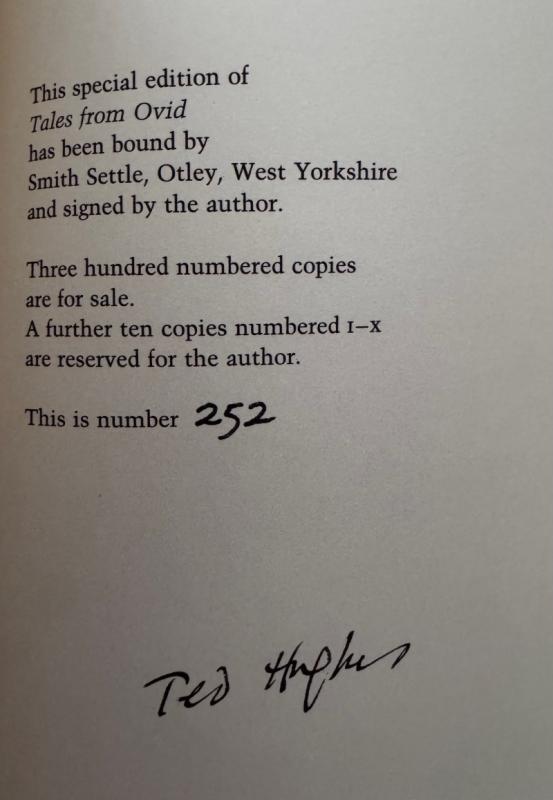 This special edition of
Tales from Ovid
has been bound by
Smith Settle, Otley, West Yorkshire
and signed by the author.
Three hundred numbered copies
are for sale.
A further ten copies numbered I–X
are reserved for the author.
This is number 252
Ted Hughes